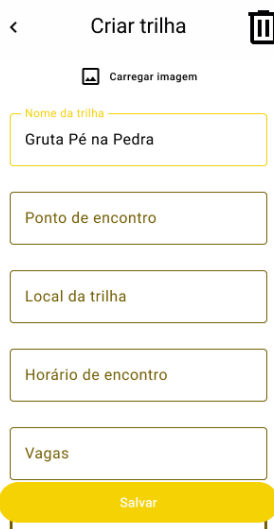 Criar trilha
Carregar imagem
Nome da trilha
Gruta Pé na Pedra
Ponto de encontro
Local da trilha
Horário de encontro
Vagas
Salvar